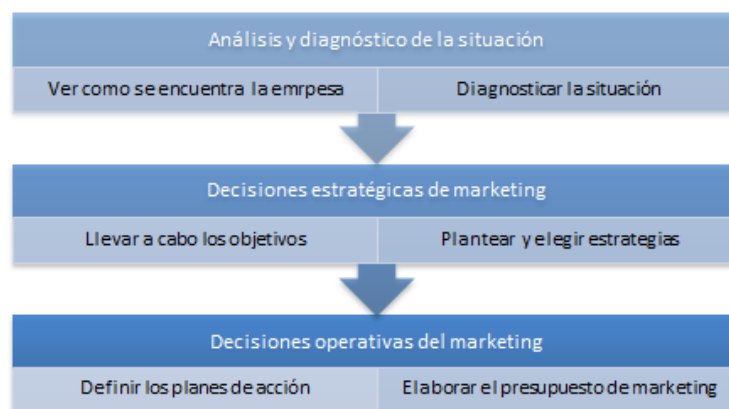 Análisis y diagnóstico de la situación
Ver como se encuentra la emrpesa
Diagnosticar la situación
Decisiones estratégicas de marketing
Llevar a cabo los objetivos
Plantear y elegir estrategias
Decisiones operativas del marketing
Definir los planes de acción
Elaborar el presupuesto de marketing